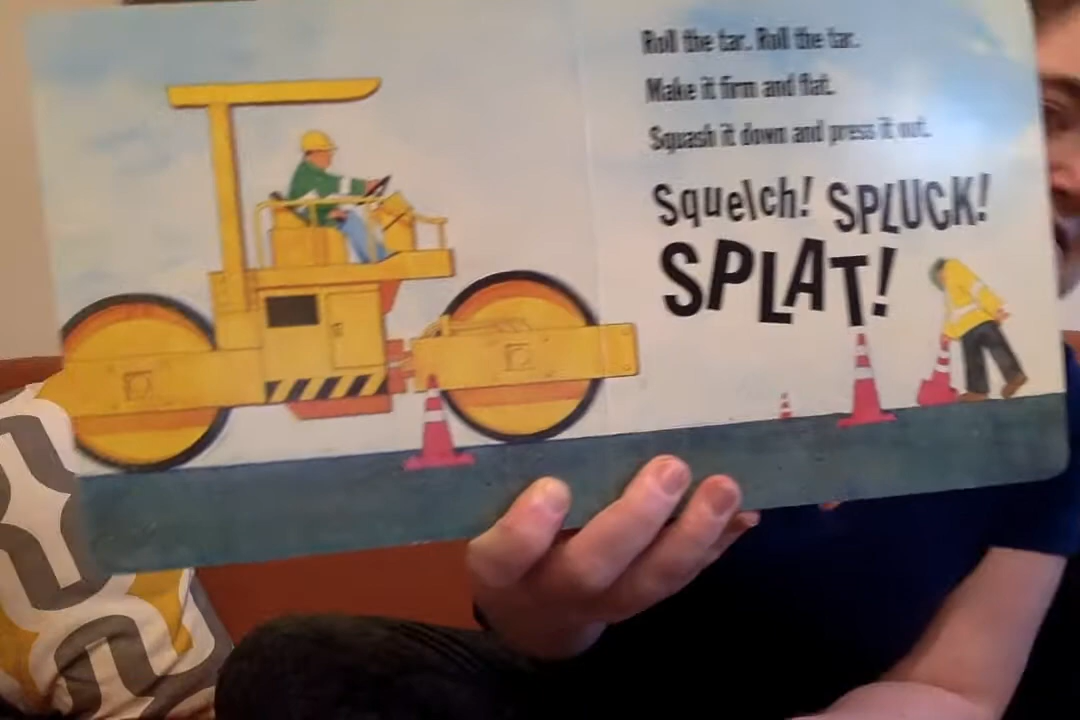 Roll the tar. Roll the tar.
Make it firm and flat.
Squash it down and press it out.
Squelch! SPLUCK!
SPLAT!